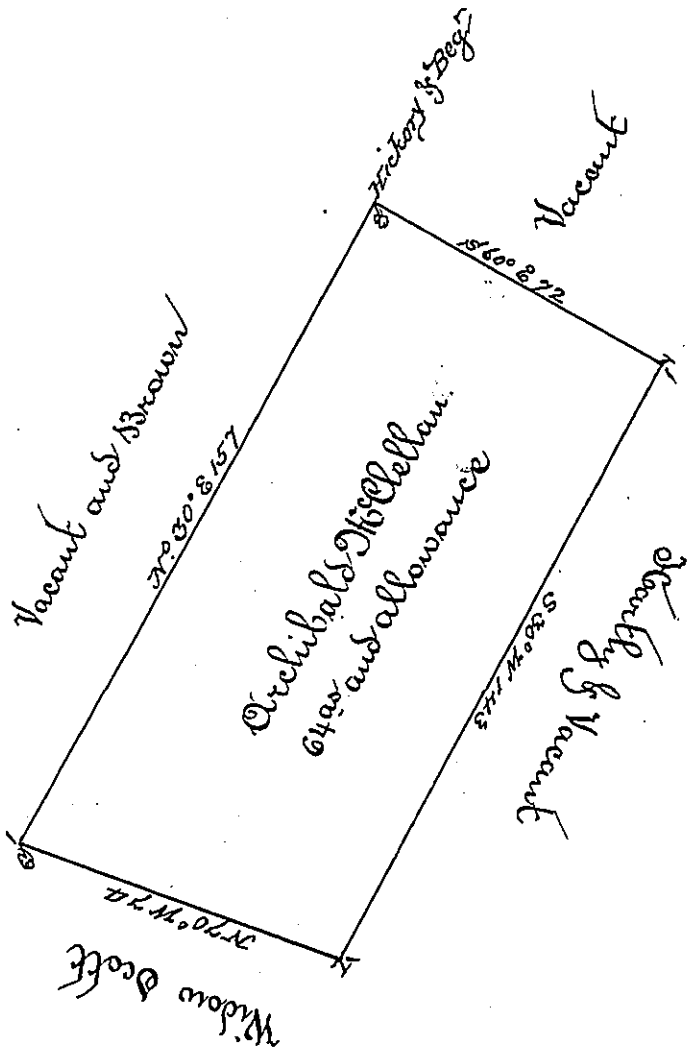 Hickory & Beg^r
Vacant
S 60° E 72
Vacant and Brown
N° 30° E 157
Archibald McClellan.
64 as. and allowance
S 30° W 143
& Vacant
N 70° W 74
Widow Scott